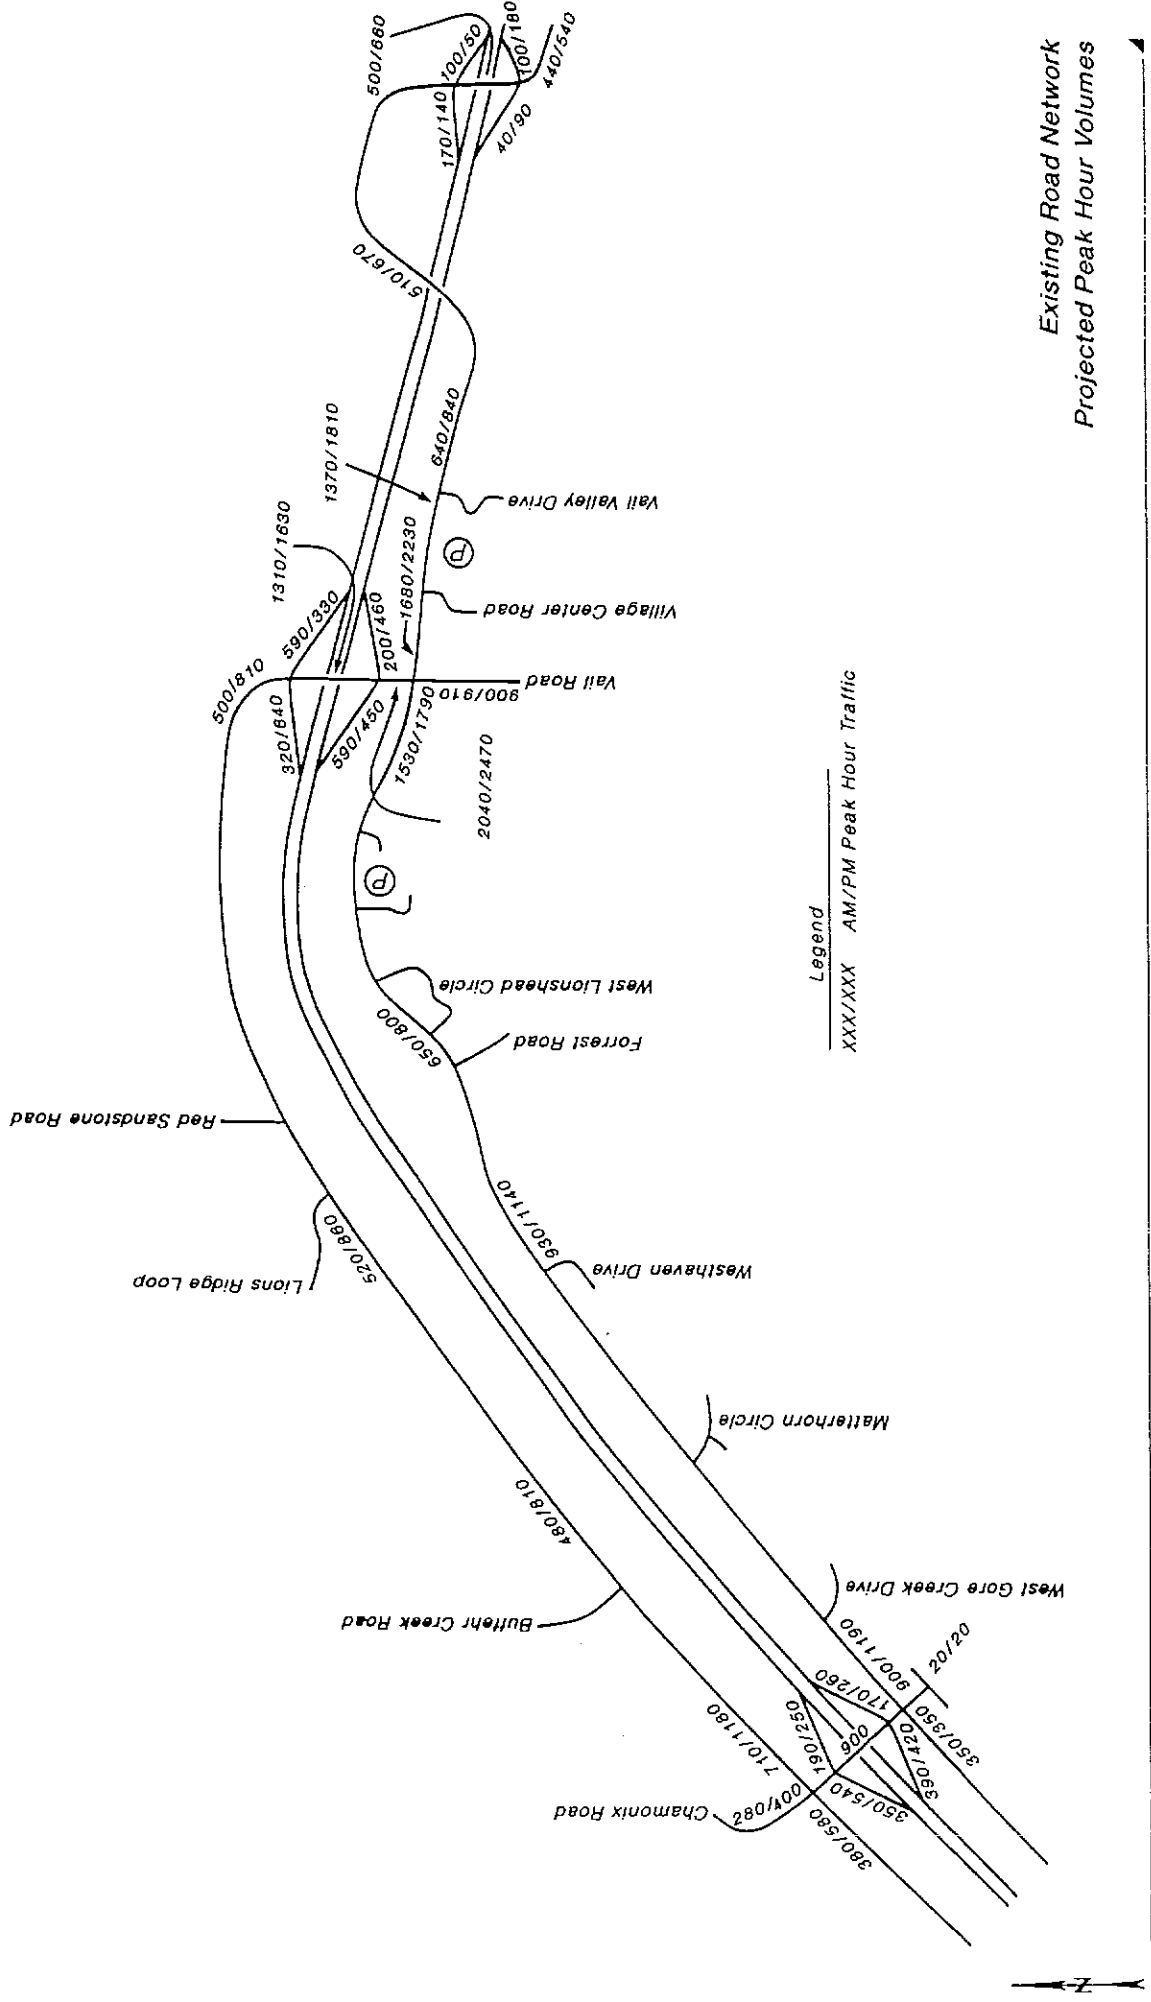 500/660
100/50
170/140
700/180
440/540
40/90
510/670
640/840
1370/1810
Vail Valley Drive
1310/1630
590/330
1680/2230
Village Center Road
200/460
Vail Road
900/910
500/810
320/640
590/450
1530/1790
2040/2470
P
P
West Lionshead Circle
650/800
Forrest Road
Red Sandstone Road
Lions Ridge Loop
520/860
930/1140
Westhaven Drive
Matterhorn Circle
480/810
Buffehr Creek Road
West Gore Creek Drive
900/1190
20/20
170/260
710/1180
190/250
900
350/350
390/420
Chamonix Road
280/400
350/540
380/580
Legend
XXX/XXX AM/PM Peak Hour Traffic
Existing Road Network
Projected Peak Hour Volumes
N